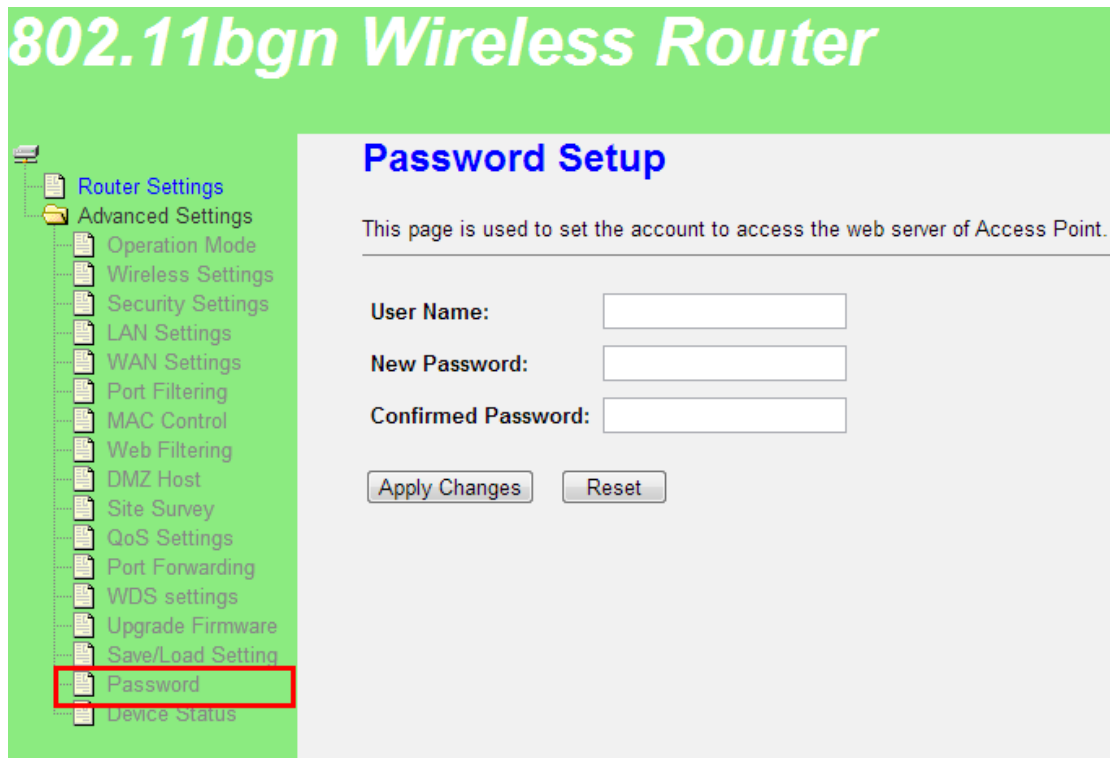 802.11bgn Wireless Router
Router Settings
Advanced Settings
Operation Mode
Wireless Settings
Security Settings
LAN Settings
WAN Settings
Port Filtering
MAC Control
Web Filtering
DMZ Host
Site Survey
QoS Settings
Port Forwarding
WDS settings
Upgrade Firmware
Save/Load Setting
Password
Device Status
Password Setup
This page is used to set the account to access the web server of Access Point.
User Name:
New Password:
Confirmed Password:
Apply Changes Reset